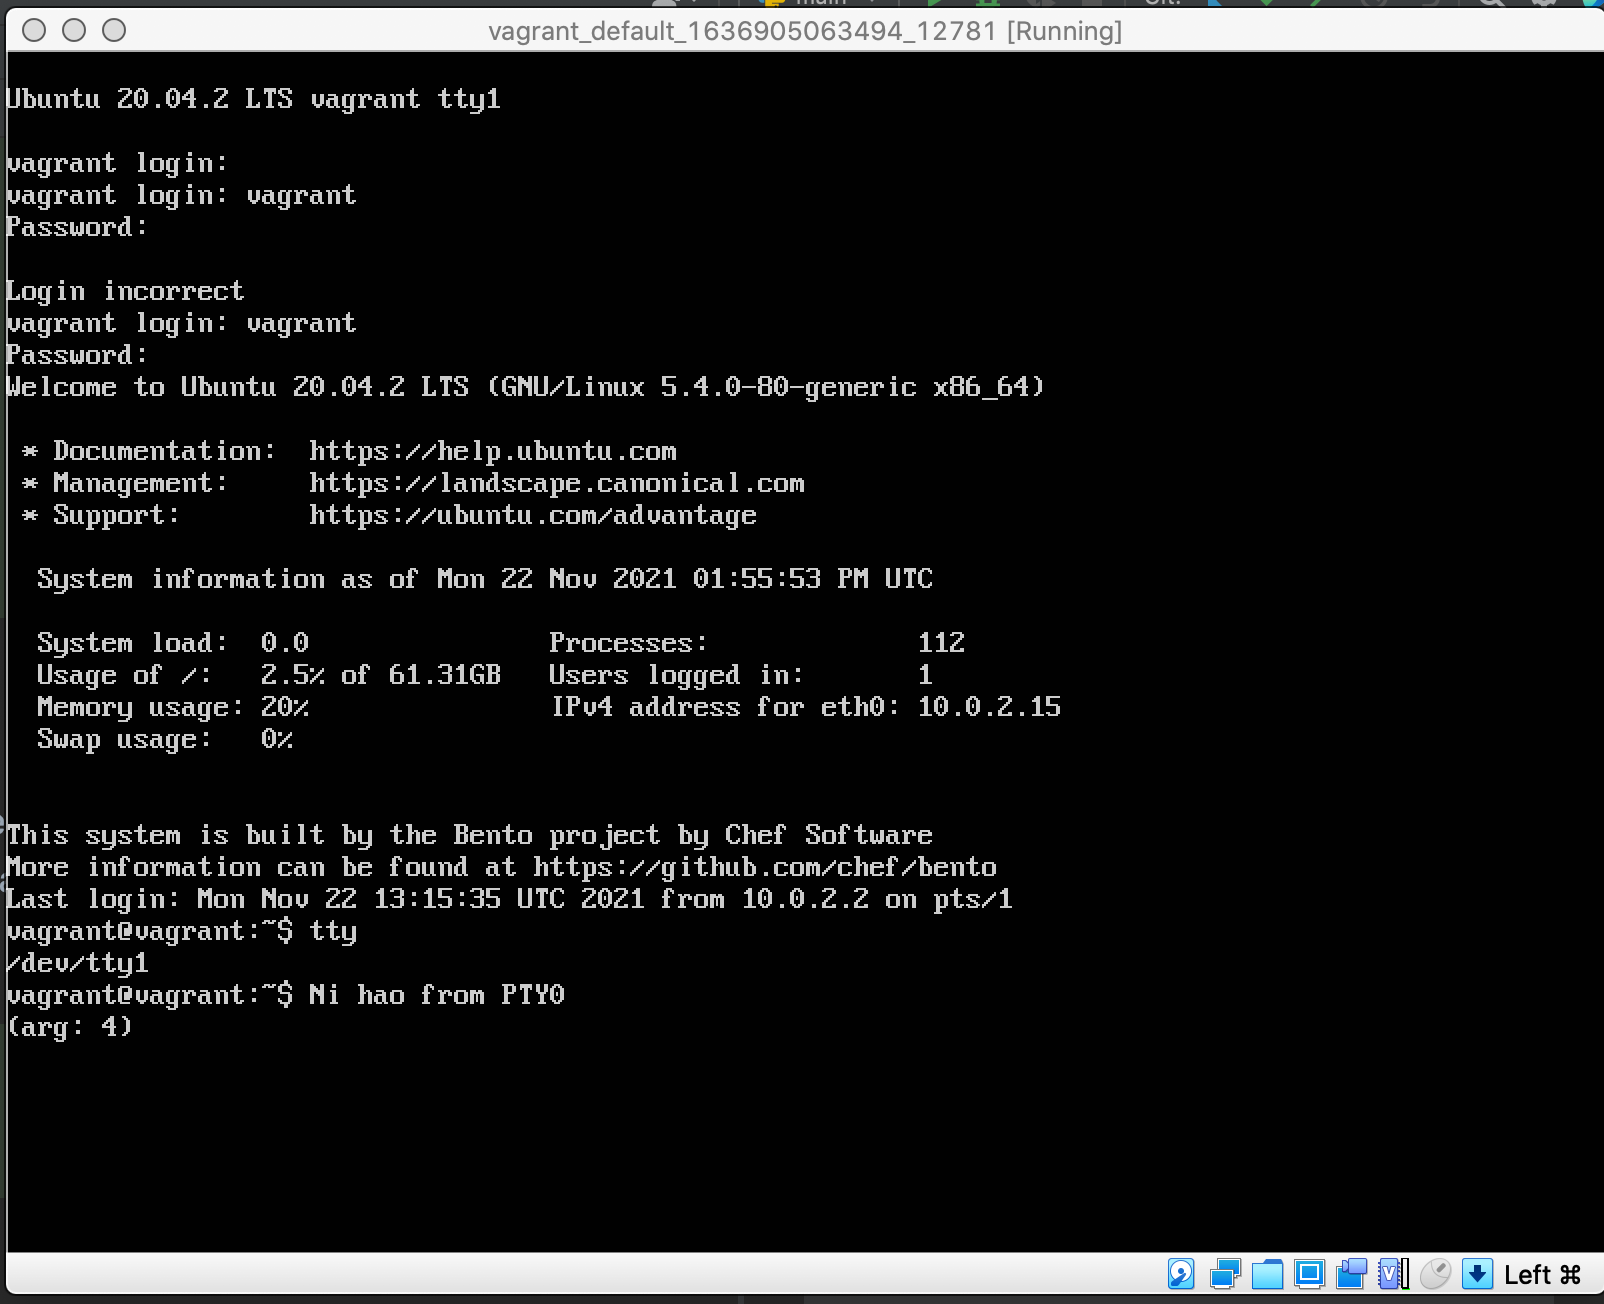 main
Git:
vagrant_default_1636905063494_12781 [Running]
Ubuntu 20.04.2 LTS vagrant tty1
vagrant login:
vagrant login: vagrant
Password:
Login incorrect
vagrant login: vagrant
Password:
Welcome to Ubuntu 20.04.2 LTS (GNU/Linux 5.4.0-80-generic x86_64)
* Documentation:  https://help.ubuntu.com
* Management:     https://landscape.canonical.com
* Support:        https://ubuntu.com/advantage
System information as of Mon 22 Nov 2021 01:55:53 PM UTC
System load:  0.0               Processes:             112
Usage of /:   2.5% of 61.31GB   Users logged in:       1
Memory usage: 20%               IPv4 address for eth0: 10.0.2.15
Swap usage:   0%
This system is built by the Bento project by Chef Software
More information can be found at https://github.com/chef/bento
Last login: Mon Nov 22 13:15:35 UTC 2021 from 10.0.2.2 on pts/1
vagrant@vagrant:~$ tty
/dev/tty1
vagrant@vagrant:~$ Ni hao from PTY0
(arg: 4)
Left ⌘